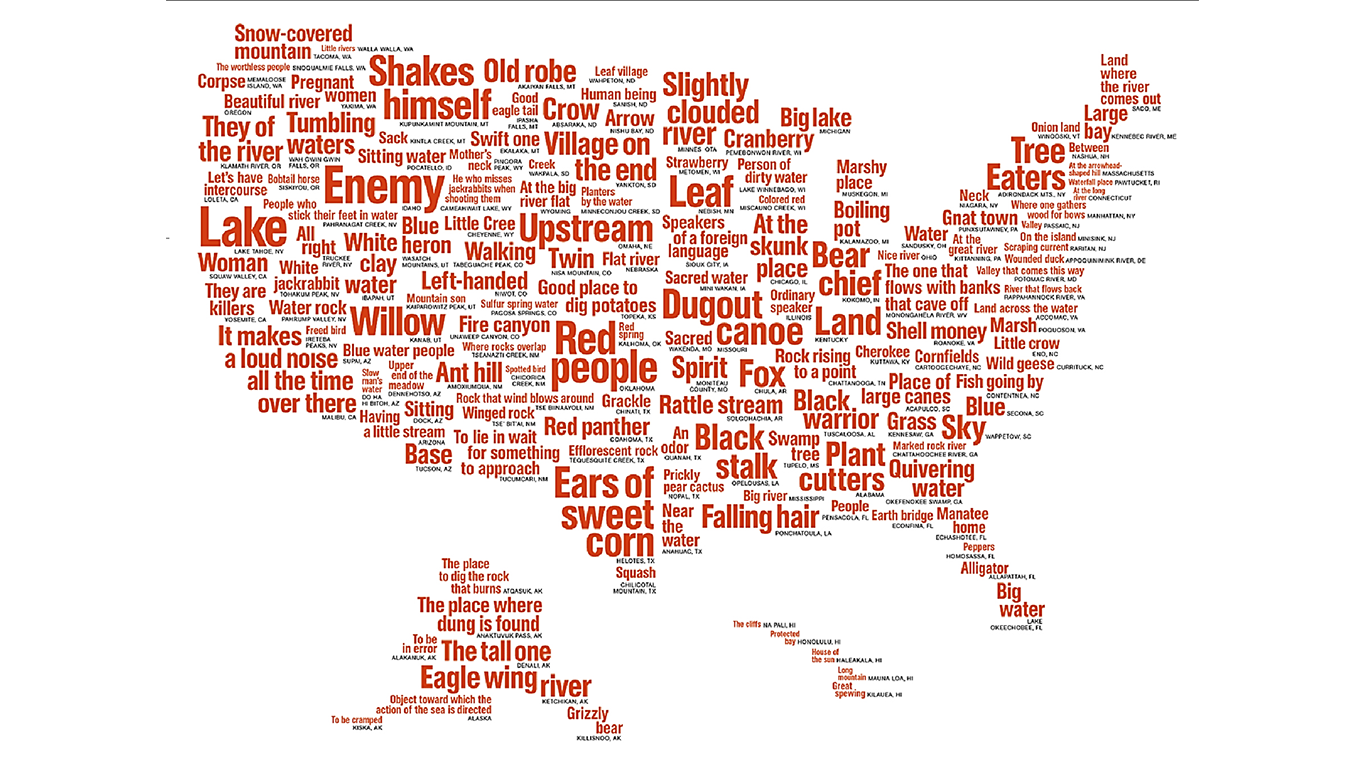 Snow-covered
mountain TACOMA, WA
Little rivers WALLA WALLA, WA
The worthless people SNOQUALMIE FALLS, WA
Corpse MEMALOOSE
ISLAND, WA
Pregnant
women
YAKIMA, WA
Shakes
himself
KUPUNKAMINT MOUNTAIN, MT
Old robe
AKAIYAN FALLS, MT
Leaf village
WAHPETON, ND
Human being
SANISH, ND
Slightly
clouded
river
MINNESOTA
Big lake
MICHIGAN
Land
where
the river
comes out
SACO, ME
Large
bay KENNEBEC RIVER, ME
Beautiful river
OREGON
Good
eagle tail
IPASHA
FALLS, MT
Crow
ABSARAKA, ND
Arrow
NISHU BAY, ND
Cranberry
PEMEBONWON RIVER, WI
Onion land
WINOOSKI, VT
They of
the river
KLAMATH RIVER, OR
Tumbling
waters
WAH GWIN GWIN
FALLS, OR
Sack KINTLA CREEK, MT
Swift one
EKALAKA, MT
Village on
the end
YANKTON, SD
Tree
Eaters
ADIRONDACK MTS., NY
Between
NASHUA, NH
At the arrowhead-
shaped hill MASSACHUSETTS
Waterfall place PAWTUCKET, RI
At the long
river CONNECTICUT
Sitting water
POCATELLO, ID
Mother's
neck
PINGORA
PEAK, WY
Creek
WAKPALA, SD
Strawberry
METOMEN, WI
Person of
dirty water
LAKE WINNEBAGO, WI
Marshy
place
MUSKEGON, MI
Let's have
intercourse
LOLETA, CA
Bobtail horse
SISKIYOU, OR
Enemy
IDAHO
He who misses
jackrabbits when
shooting them
CAMEAHWAIT LAKE, WY
At the big
river flat
WYOMING
Planters
by the water
MINNECONJOU CREEK, SD
Leaf
NEBISH, MN
Colored red
MISCAUNO CREEK, WI
Neck
NIAGARA, NY
Where one gathers
wood for bows MANHATTAN, NY
People who
stick their feet in water
PAHRANAGAT CREEK, NV
Lake
LAKE TAHOE, NV
All
right
TRUCKEE
RIVER, NV
White
clay
water
IBAPAH, UT
Blue
heron
WASATCH
MOUNTAINS, UT
Little Cree
CHEYENNE, WY
Upstream
OMAHA, NE
Speakers
of a foreign
language
SIOUX CITY, IA
At the
skunk
place
CHICAGO, IL
Boiling
pot
KALAMAZOO, MI
Gnat town
PUNXSUTAWNEY, PA
Valley PASSAIC, NJ
Water
SANDUSKY, OH
At the
great river
KITTANNING, PA
On the island MINISINK, NJ
Scraping current RARITAN, NJ
Walking
TABEGUACHE PEAK, CO
Twin
NISA MOUNTAIN, CO
Flat river
NEBRASKA
Bear
chief
KOKOMO, IN
Nice river OHIO
Wounded duck APPOQUINIMINK RIVER, DE
Woman
SQUAW VALLEY, CA
White
jackrabbit
TOHAKUM PEAK, NV
Left-handed
NIWOT, CO
Good place to
dig potatoes
TOPEKA, KS
Sacred water
MINI WAKAN, IA
The one that
flows with banks
that cave off
MONONGAHELA RIVER, WV
Valley that comes this way
POTOMAC RIVER, MD
River that flows back
RAPPAHANNOCK RIVER, VA
They are
killers
YOSEMITE, CA
Water rock
PAHRUMP VALLEY, NV
Mountain son
KAIPAROWITZ PEAK, UT
Sulfur spring water
PAGOSA SPRINGS, CO
Dugout
canoe
MISSOURI
Ordinary
speaker
ILLINOIS
Land across the water
ACCOMAC, VA
It makes
a loud noise
all the time
over there
MALIBU, CA
Freed bird
IRETEBA
PEAKS, NV
Willow
KANAB, UT
Fire canyon
UNAWEEP CANYON, CO
Red
people
OKLAHOMA
Red
spring
KALHOMA, OK
Sacred
WAKENDA, MO
Land
KENTUCKY
Shell money
ROANOKE, VA
Marsh
POQUOSON, VA
Little crow
ENO, NC
Blue water people
SUPAI, AZ
Where rocks overlap
TSEANAZTI CREEK, NM
Rock rising
to a point
CHATTANOOGA, TN
Cherokee
KUTTAWA, KY
Cornfields
CARTOOGECHAYE, NC
Wild geese CURRITUCK, NC
Slow
man's
water
DO HA
HI BITOH, AZ
Upper
end of the
meadow
DENNEHOTSO, AZ
Ant hill
AMOXIUMQUA, NM
Spotted bird
CHICORICA
CREEK, NM
Spirit
MONITEAU
COUNTY, MO
Fox
CHULA, AR
Place of
large canes
ACAPULCO, SC
Fish going by
CONTENTNEA, NC
Having
a little stream
ARIZONA
Sitting
DOCK, AZ
Rock that wind blows around
TSE BINAAYOLI, NM
Winged rock
TSE' BIT'AI, NM
Grackle
CHINATI, TX
Rattle stream
SOLGOHACHIA, AR
Black
warrior
TUSCALOOSA, AL
Grass
KENNESAW, GA
Blue
SECONA, SC
Sky
WAPPETOW, SC
Base
TUCSON, AZ
To lie in wait
for something
to approach
TUCUMCARI, NM
Red panther
COAHOMA, TX
Efflorescent rock
TEQUESQUITE CREEK, TX
An
odor
QUANAH, TX
Black
stalk
OPELOUSAS, LA
Swamp
tree
TUPELO, MS
Plant
cutters
ALABAMA
Marked rock river
CHATTAHOOCHEE RIVER, GA
Quivering
water
OKEFENOKEE SWAMP, GA
Ears of
sweet
corn
HELOTES, TX
Prickly
pear cactus
NOPAL, TX
Big river MISSISSIPPI
Near
the
water
ANAHUAC, TX
Falling hair
PONCHATOULA, LA
People
PENSACOLA, FL
Earth bridge
ECONFINA, FL
Manatee
home
ECHASHOTEE, FL
Peppers
HOMOSASSA, FL
Squash
CHILICOTAL
MOUNTAIN, TX
Alligator
ALLAPATTAH, FL
Big
water
LAKE
OKEECHOBEE, FL
The place
to dig the rock
that burns ATQASUK, AK
The place where
dung is found
ANAKTUVUK PASS, AK
To be
in error
ALAKANUK, AK
The tall one
DENALI, AK
Eagle wing
river
KETCHIKAN, AK
Object toward which the
action of the sea is directed
ALASKA
To be cramped
KISKA, AK
Grizzly
bear
KILLISNOO, AK
The cliffs NA PALI, HI
Protected
bay HONOLULU, HI
House of
the sun HALEAKALA, HI
Long
mountain MAUNA LOA, HI
Great
spewing KILAUEA, HI